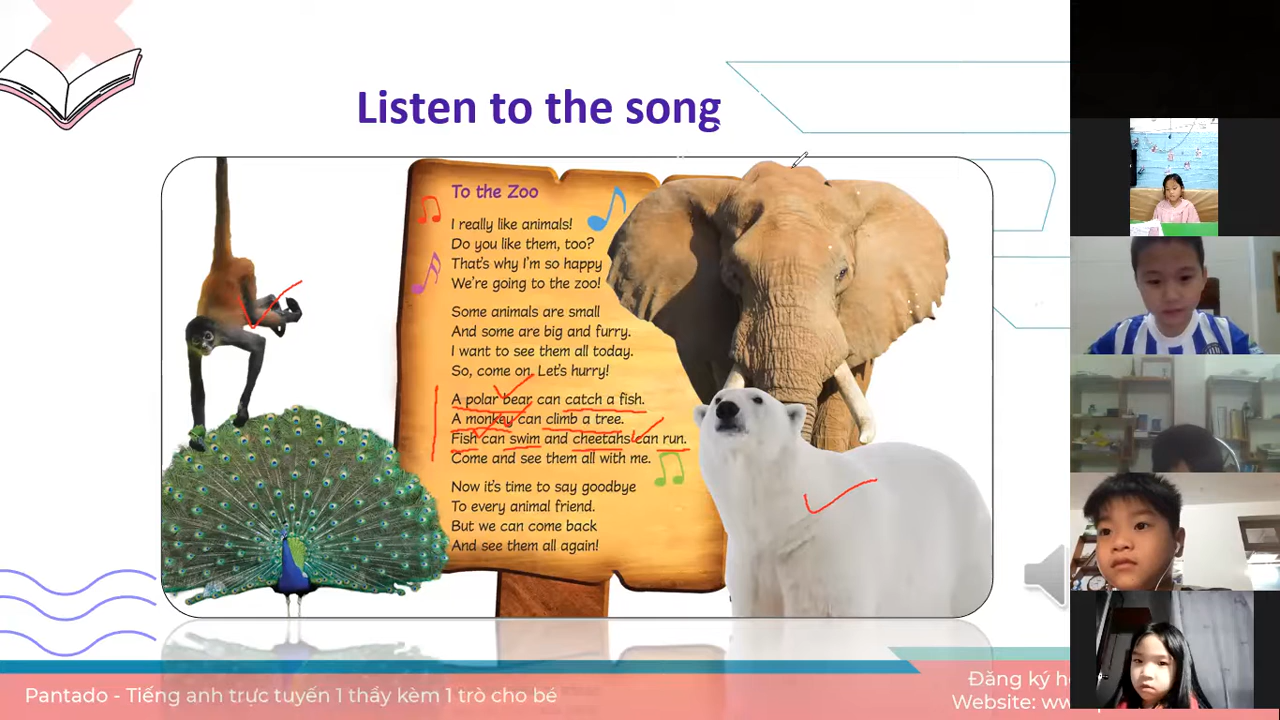 Listen to the song
To the Zoo
I really like animals!
Do you like them, too?
That's why I'm so happy
We're going to the zoo!
Some animals are small
And some are big and furry.
I want to see them all today.
So, come on. Let's hurry!
A polar bear can catch a fish.
A monkey can climb a tree.
Fish can swim and cheetahs can run.
Come and see them all with me.
Now it's time to say goodbye
To every animal friend.
But we can come back
And see them all again!
Pantado - Tiếng anh trực tuyến 1 thầy kèm 1 trò cho bé
Đăng ký
Website: